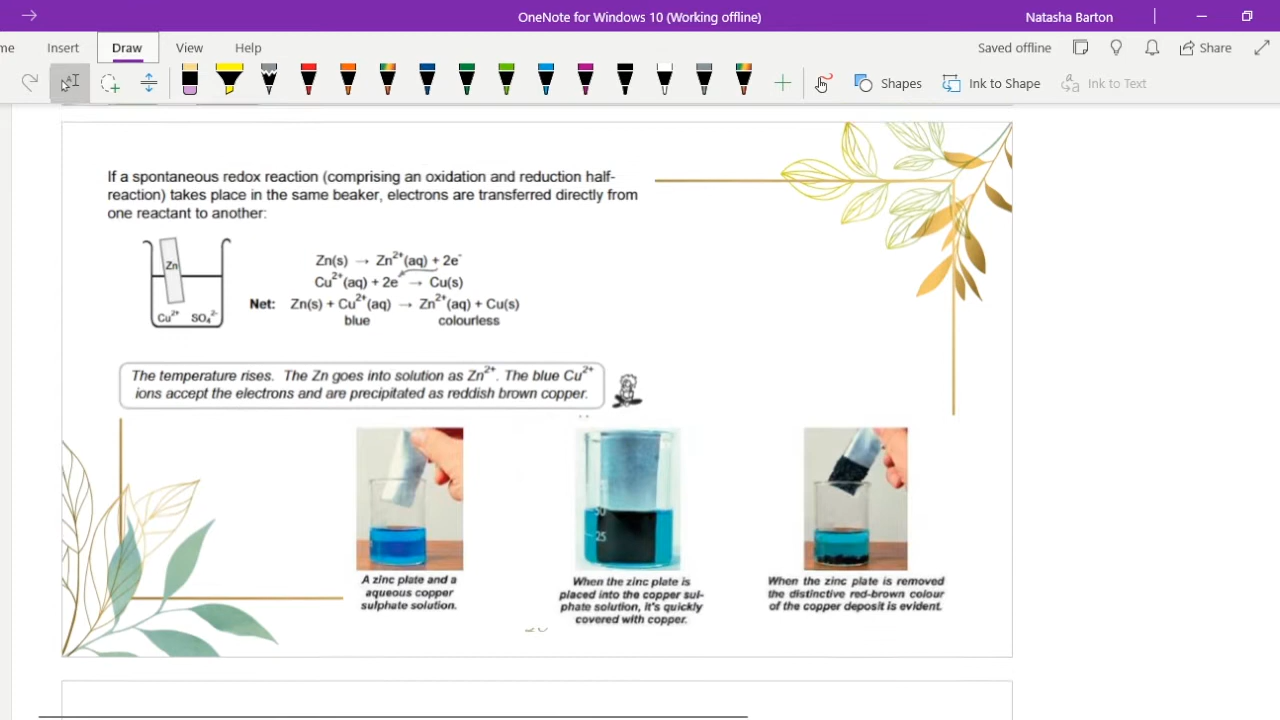 OneNote for Windows 10 (Working offline)
Natasha Barton
me Insert Draw View Help
Saved offline
Share
Shapes
Ink to Shape
Ink to Text
If a spontaneous redox reaction (comprising an oxidation and reduction half-
reaction) takes place in the same beaker, electrons are transferred directly from
one reactant to another:
Zn
Cu²⁺ SO₄²⁻
Zn(s) → Zn²⁺(aq) + 2e⁻
Cu²⁺(aq) + 2e⁻ → Cu(s)
Net: Zn(s) + Cu²⁺(aq) → Zn²⁺(aq) + Cu(s)
blue colourless
The temperature rises. The Zn goes into solution as Zn²⁺. The blue Cu²⁺
ions accept the electrons and are precipitated as reddish brown copper.
50
25
A zinc plate and a
aqueous copper
sulphate solution.
When the zinc plate is
placed into the copper sul-
phate solution, it's quickly
covered with copper.
When the zinc plate is removed
the distinctive red-brown colour
of the copper deposit is evident.